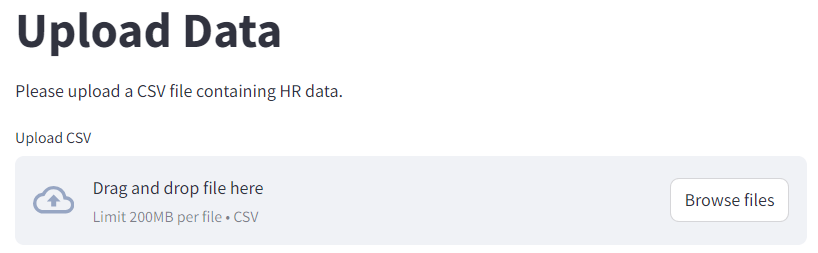 Upload Data
Please upload a CSV file containing HR data.
Upload CSV
Drag and drop file here
Limit 200MB per file • CSV
Browse files